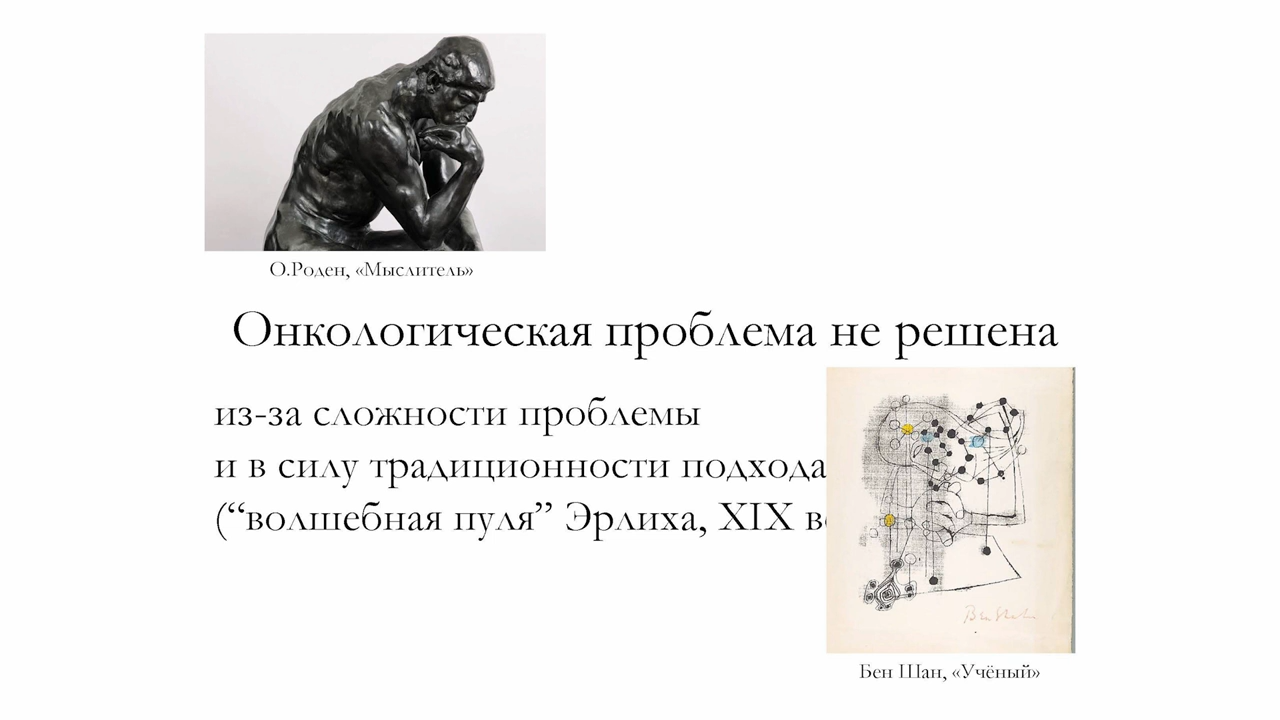 О.Роден, «Мыслитель»
Онкологическая проблема не решена
из-за сложности проблемы
и в силу традиционности подхода
(“волшебная пуля” Эрлиха, XIX
Бен Шан, «Учёный»